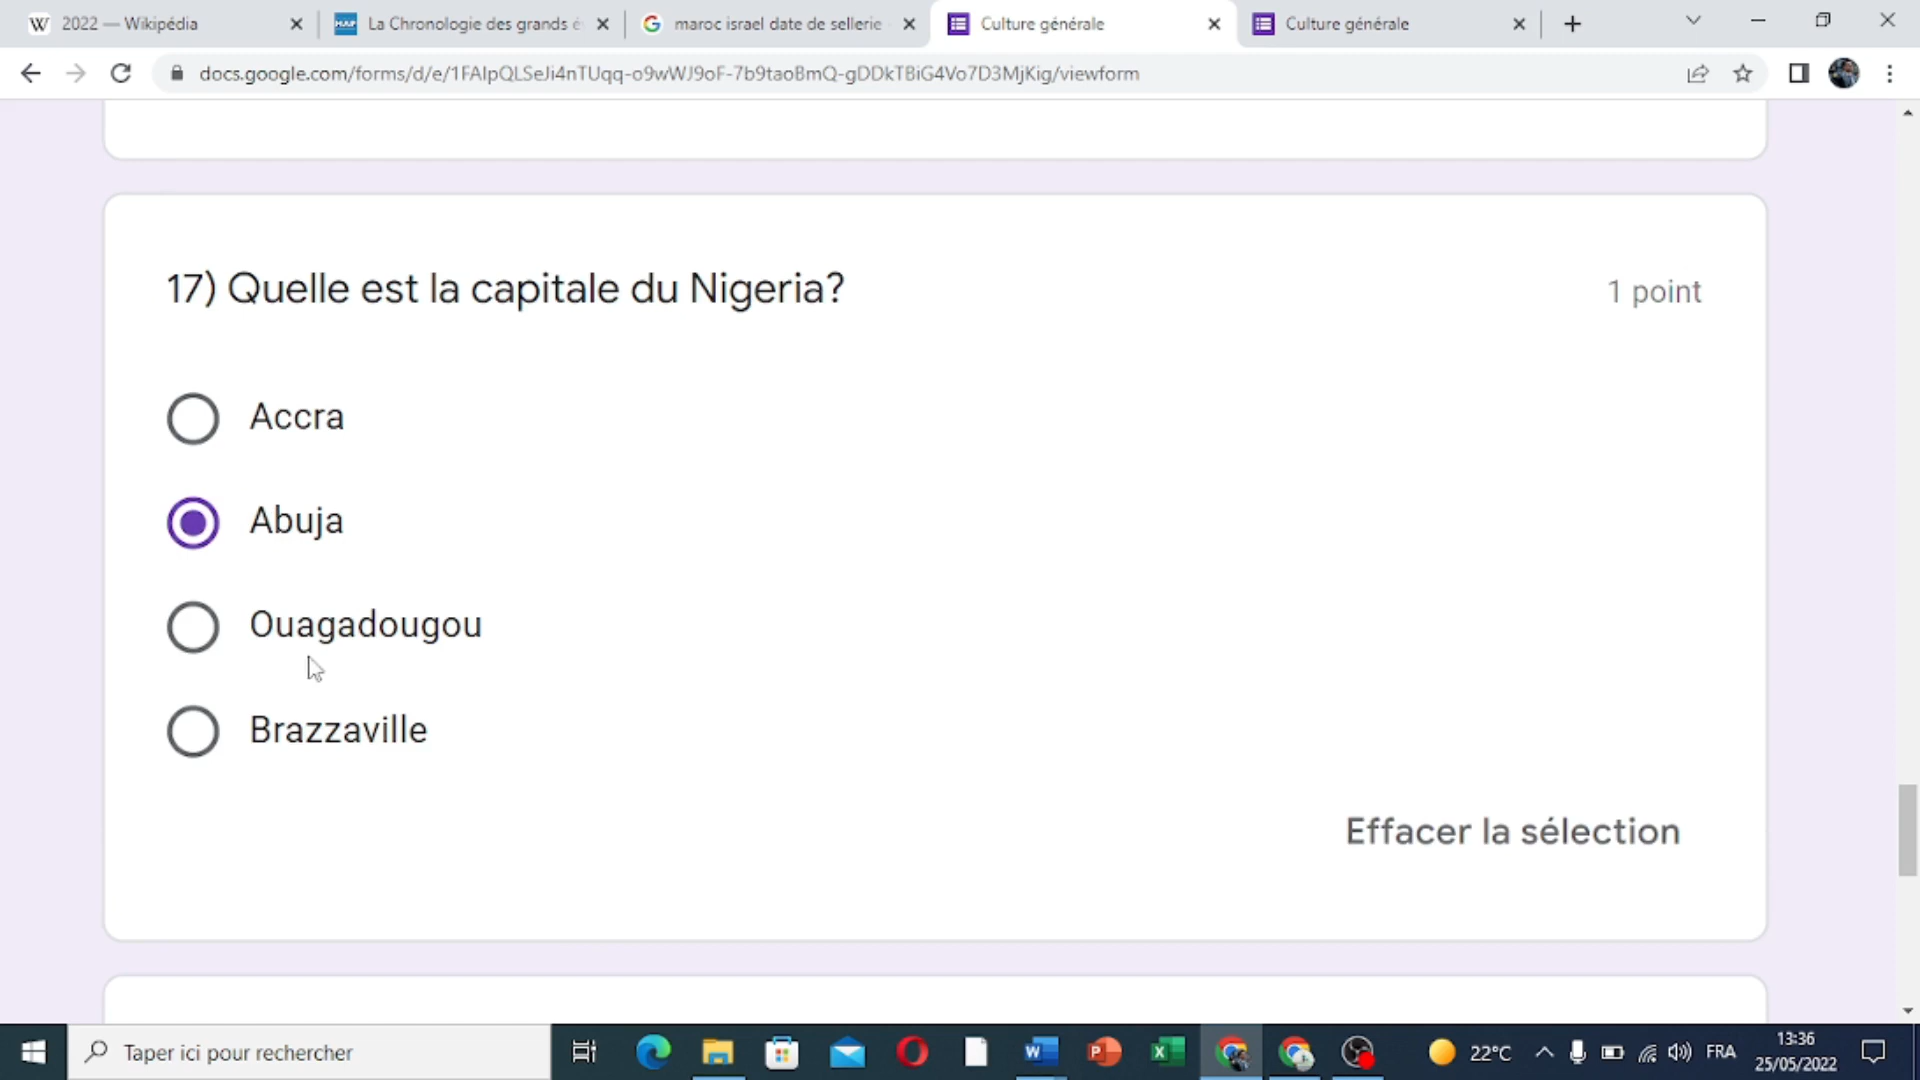 2022 — Wikipédia
MAP
La Chronologie des grands é
maroc israel date de sellerie
Culture générale
Culture générale
docs.google.com/forms/d/e/1FAIpQLSeJi4nTUqq-o9wWJ9oF-7b9taoBmQ-gDDkTBiG4Vo7D3MjKig/viewform
17) Quelle est la capitale du Nigeria?
1 point
Accra
Abuja
Ouagadougou
Brazzaville
Effacer la sélection
Taper ici pour rechercher
22°C
FRA
13:36
25/05/2022